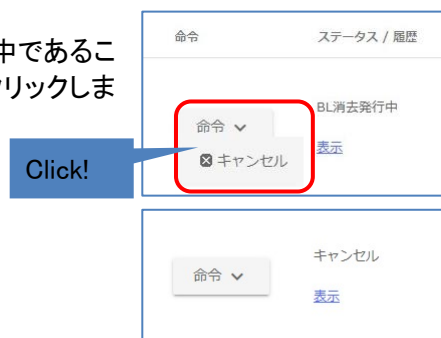 中であるこ
クリックしま
Click!
命令 ステータス / 履歴
BL消去発行中
命令
表示
キャンセル
キャンセル
命令
表示